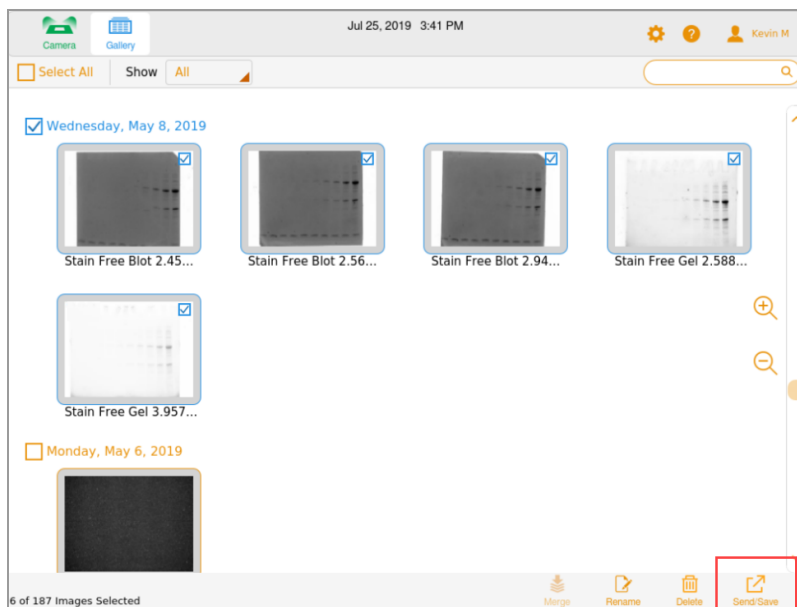 Jul 25, 2019 3:41 PM
Camera
Gallery
Kevin M
Select All
Show
All
Wednesday, May 8, 2019
Stain Free Blot 2.45...
Stain Free Blot 2.56...
Stain Free Blot 2.94...
Stain Free Gel 2.588...
Stain Free Gel 3.957...
Monday, May 6, 2019
6 of 187 Images Selected
Merge
Rename
Delete
Send/Save